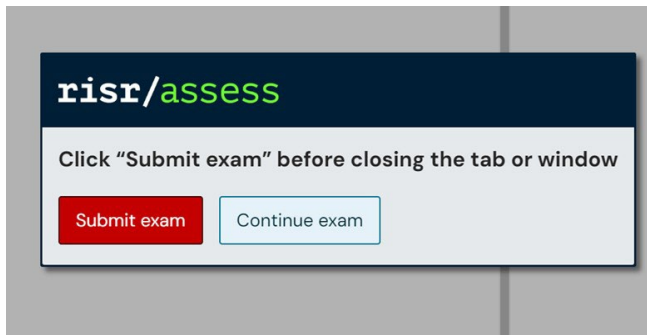 risr/assess
Click “Submit exam” before closing the tab or window
Submit exam
Continue exam